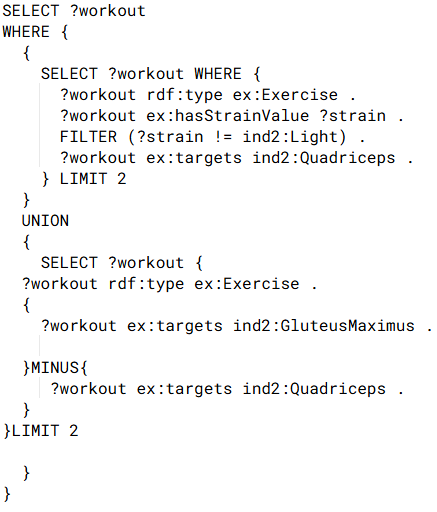 SELECT ?workout
WHERE {
  {
    SELECT ?workout WHERE {
      ?workout rdf:type ex:Exercise .
      ?workout ex:hasStrainValue ?strain .
      FILTER (?strain != ind2:Light) .
      ?workout ex:targets ind2:Quadriceps .
    } LIMIT 2
  }
  UNION
  {
    SELECT ?workout {
  ?workout rdf:type ex:Exercise .
  {
    ?workout ex:targets ind2:GluteusMaximus .

  }MINUS{
     ?workout ex:targets ind2:Quadriceps .
  }
}LIMIT 2

  }
}